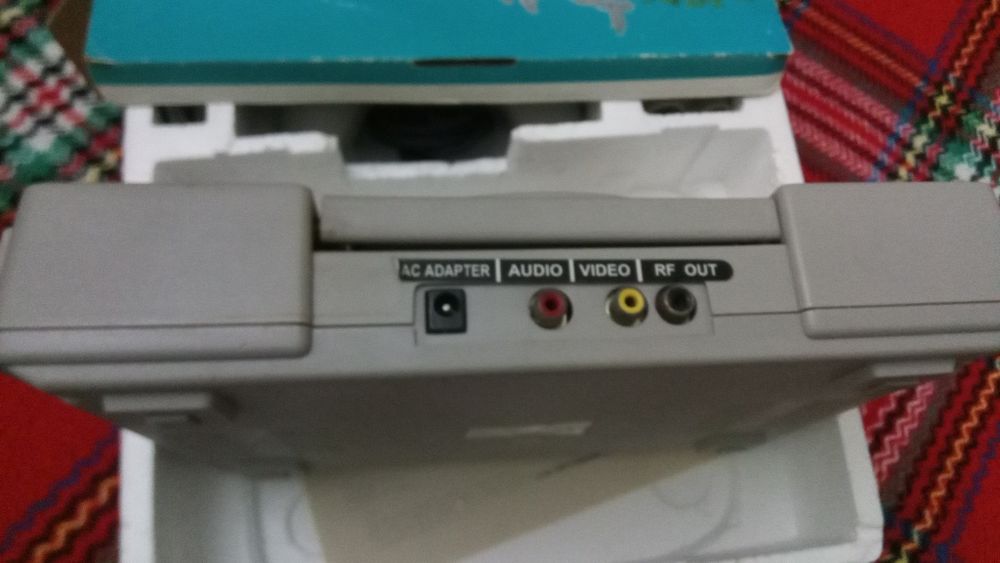 AC ADAPTER AUDIO VIDEO RF OUT